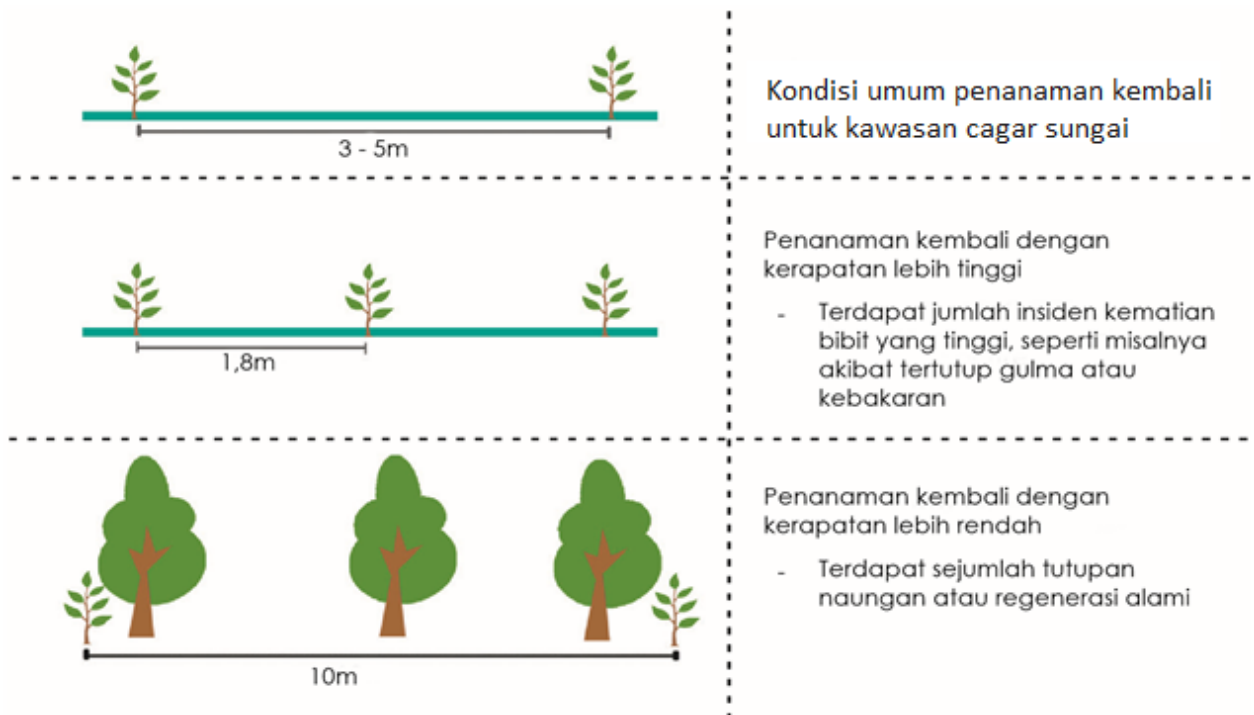 3 - 5m
Kondisi umum penanaman kembali
untuk kawasan cagar sungai
1,8m
Penanaman kembali dengan
kerapatan lebih tinggi
- Terdapat jumlah insiden kematian
bibit yang tinggi, seperti misalnya
akibat tertutup gulma atau
kebakaran
10m
Penanaman kembali dengan
kerapatan lebih rendah
- Terdapat sejumlah tutupan
naungan atau regenerasi alami